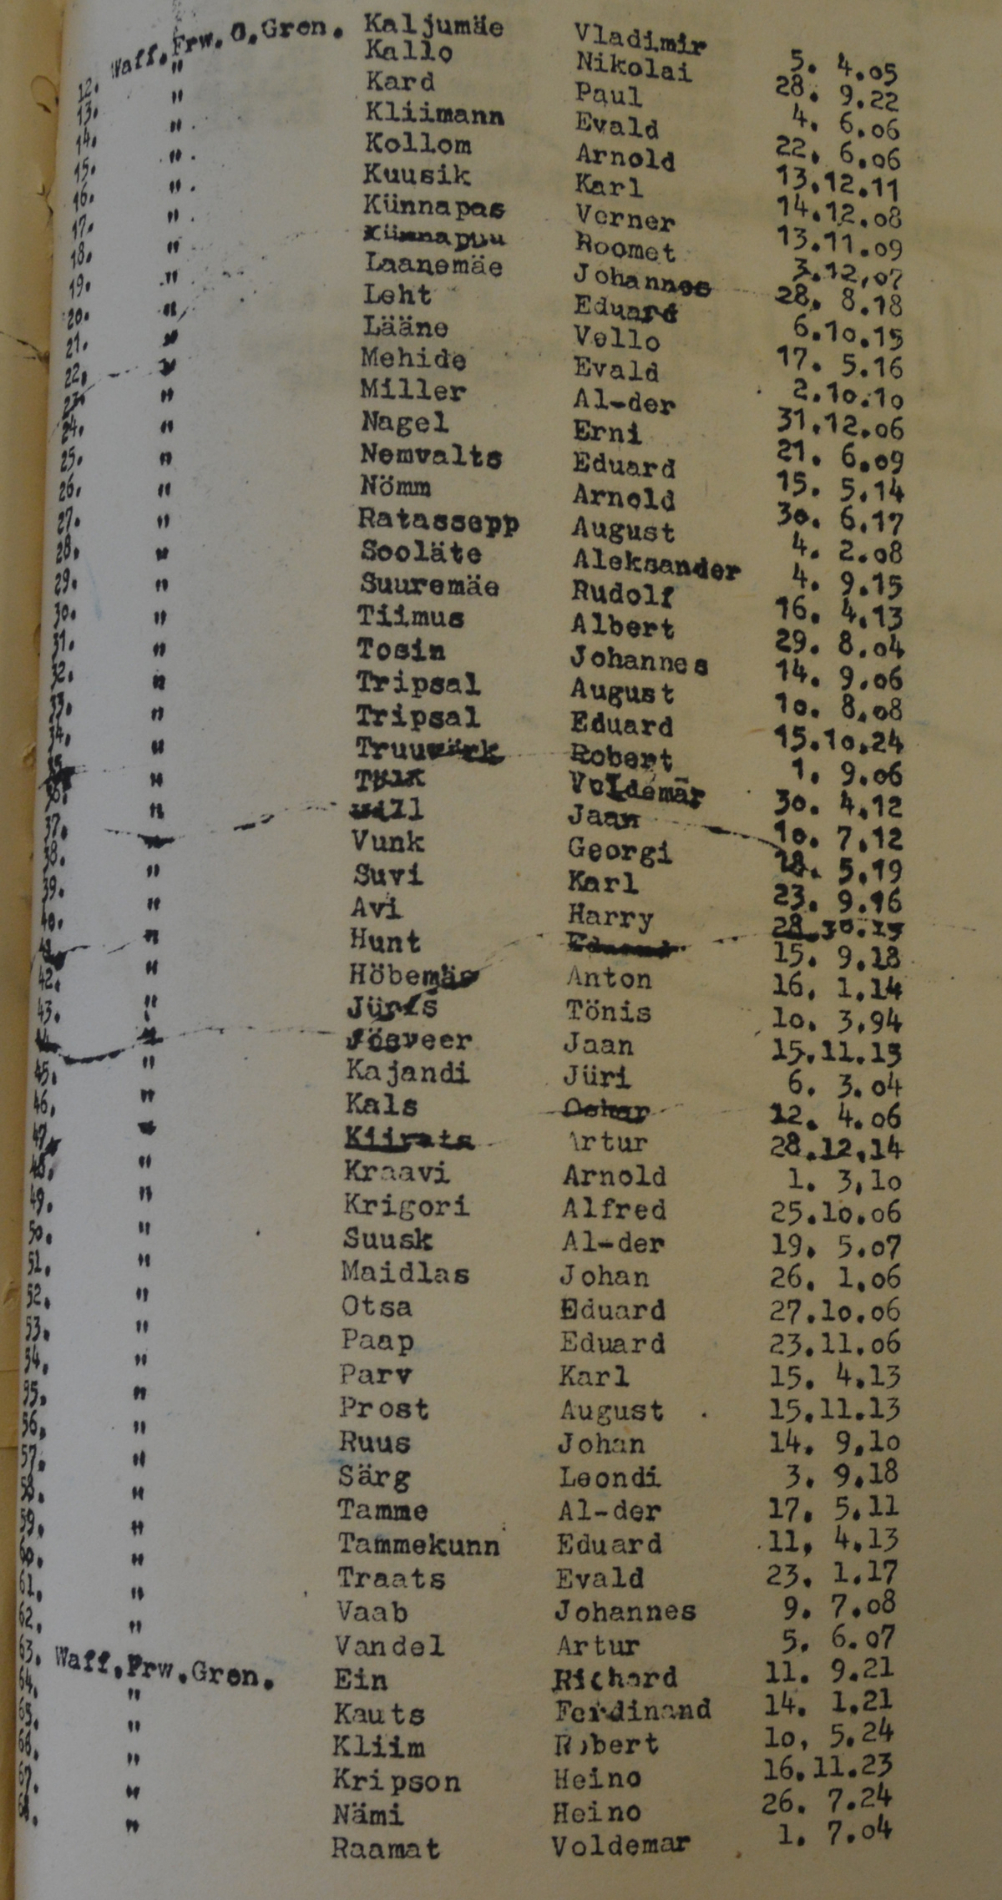 12. Waff.Frw.O.Gren. Kaljumäe Vladimir 5. 4.05
13. " Kallo Nikolai 28. 9.22
14. " Kard Paul 4. 6.06
15. " Kliimann Evald 22. 6.06
16. " Kollom Arnold 13.12.11
17. " Kuusik Karl 14.12.08
18. " Künnapas Verner 13.11.09
19. " Künnapuu Roomet 3.12.07
20. " Laanemäe Johannes 28. 8.18
21. " Leht Eduard 6.10.15
22. " Lääne Vello 17. 5.16
23. " Mehide Evald 2.10.10
24. " Miller Al-der 31.12.06
25. " Nagel Erni 21. 6.09
26. " Nemvalts Eduard 15. 5.14
27. " Nömm Arnold 30. 6.17
28. " Ratassepp August 4. 2.08
29. " Sooläte Aleksander 4. 9.15
30. " Suuremäe Rudolf 16. 4.13
31. " Tiimus Albert 29. 8.04
32. " Tosin Johannes 14. 9.06
33. " Tripsal August 10. 8.08
34. " Tripsal Eduard 15.10.24
35. " Truuvärk Robert 1. 9.06
36. " Voldemar 30. 4.12
37. " Jaan 10. 7.12
38. " Vunk Georgi 18. 5.19
39. " Suvi Karl 23. 9.16
40. " Avi Harry
41. " Hunt Eduard 15. 9.18
42. " Höbemäe Anton 16. 1.14
43. " Jüris Tönis 10. 3.94
44. " Jaan 15.11.13
45. " Kajandi Jüri 6. 3.04
46. " Kals Oskar 12. 4.06
47. " Kiirats Artur 28.12.14
48. " Kraavi Arnold 1. 3.10
49. " Krigori Alfred 25.10.06
50. " Suusk Al-der 19. 5.07
51. " Maidlas Johan 26. 1.06
52. " Otsa Eduard 27.10.06
53. " Paap Eduard 23.11.06
54. " Parv Karl 15. 4.13
55. " Prost August 15.11.13
56. " Ruus Johan 14. 9.10
57. " Särg Leondi 3. 9.18
58. " Tamme Al-der 17. 5.11
59. " Tammekunn Eduard 11. 4.13
60. " Traats Evald 23. 1.17
61. " Vaab Johannes 9. 7.08
62. " Vandel Artur 5. 6.07
63. Waff.Frw.Gren. Ein Richard 11. 9.21
64. " Kauts Ferdinand 14. 1.21
65. " Kliim Robert 10. 5.24
66. " Kripson Heino 16.11.23
67. " Nämi Heino 26. 7.24
68. " Raamat Voldemar 1. 7.04